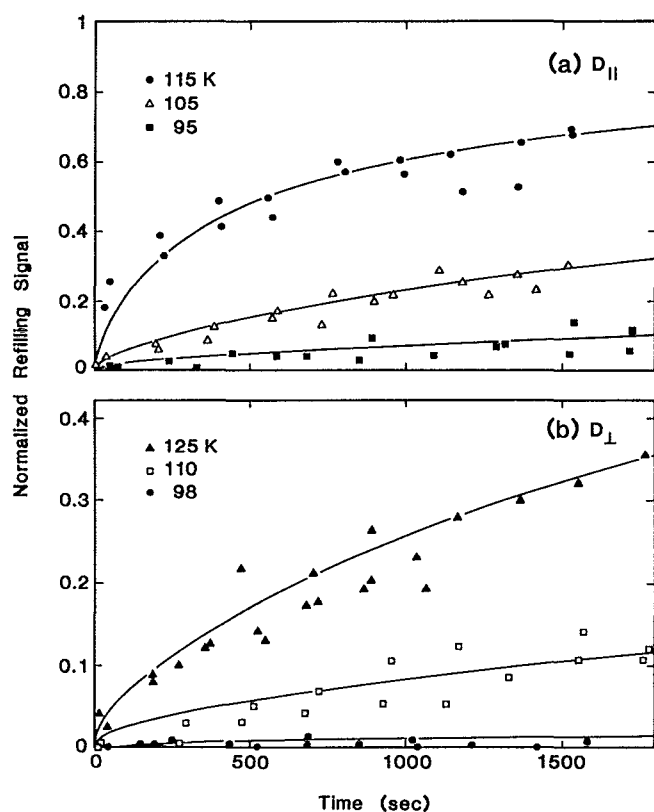 1
0.8
0.6
0.4
0.2
0
(a) D||
● 115 K
△ 105
■ 95
Normalized Refilling Signal
0.4
0.3
0.2
0.1
0
(b) D⊥
▲ 125 K
□ 110
● 98
0 500 1000 1500
Time (sec)